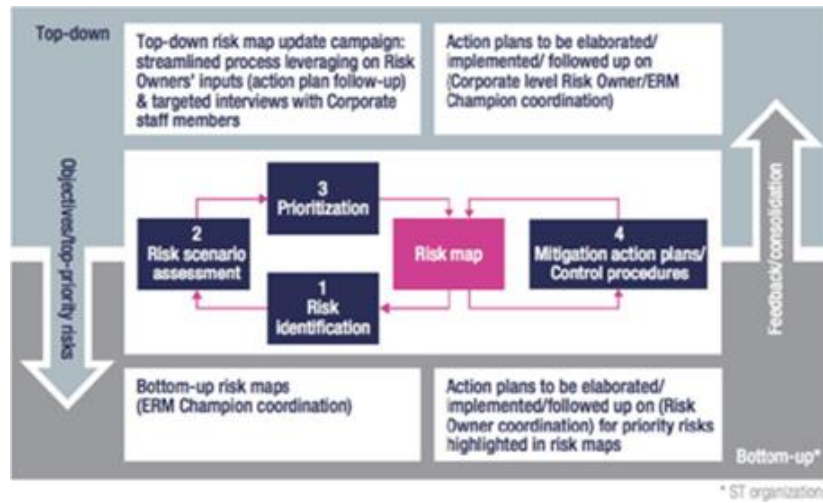 Top-down
Top-down risk map update campaign:
streamlined process leveraging on Risk
Owners' inputs (action plan follow-up)
& targeted interviews with Corporate
staff members
Action plans to be elaborated/
implemented/ followed up on
(Corporate level Risk Owner/ERM
Champion coordination)
Objectives/top-priority risks
3
Prioritization
2
Risk scenario
assessment
Risk map
4
Mitigation action plans/
Control procedures
1
Risk
identification
Feedback/consolidation
Bottom-up risk maps
(ERM Champion coordination)
Action plans to be elaborated/
implemented/followed up on (Risk
Owner coordination) for priority risks
highlighted in risk maps
Bottom-up*
* ST organization